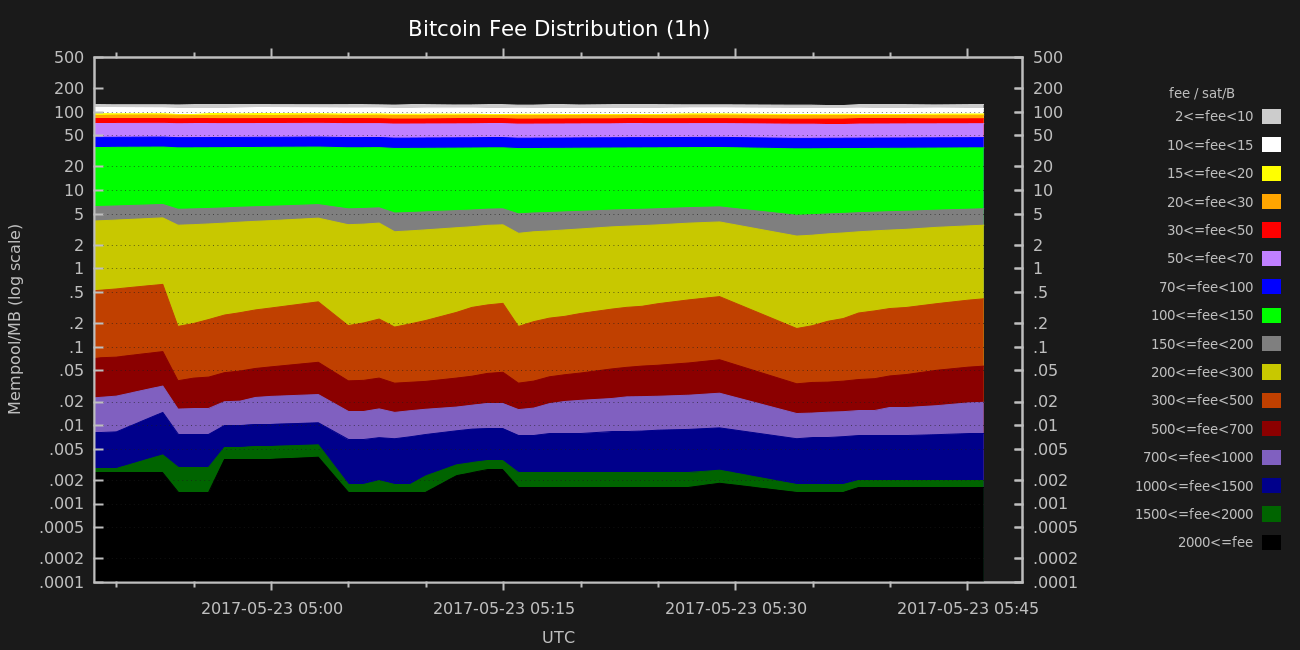 Bitcoin Fee Distribution (1h)
Mempool/MB (log scale)
500
200
100
50
20
10
5
2
1
.5
.2
.1
.05
.02
.01
.005
.002
.001
.0005
.0002
.0001
500
200
100
50
20
10
5
2
1
.5
.2
.1
.05
.02
.01
.005
.002
.001
.0005
.0002
.0001
2017-05-23 05:00
2017-05-23 05:15
2017-05-23 05:30
2017-05-23 05:45
UTC
fee / sat/B
2<=fee<10
10<=fee<15
15<=fee<20
20<=fee<30
30<=fee<50
50<=fee<70
70<=fee<100
100<=fee<150
150<=fee<200
200<=fee<300
300<=fee<500
500<=fee<700
700<=fee<1000
1000<=fee<1500
1500<=fee<2000
2000<=fee